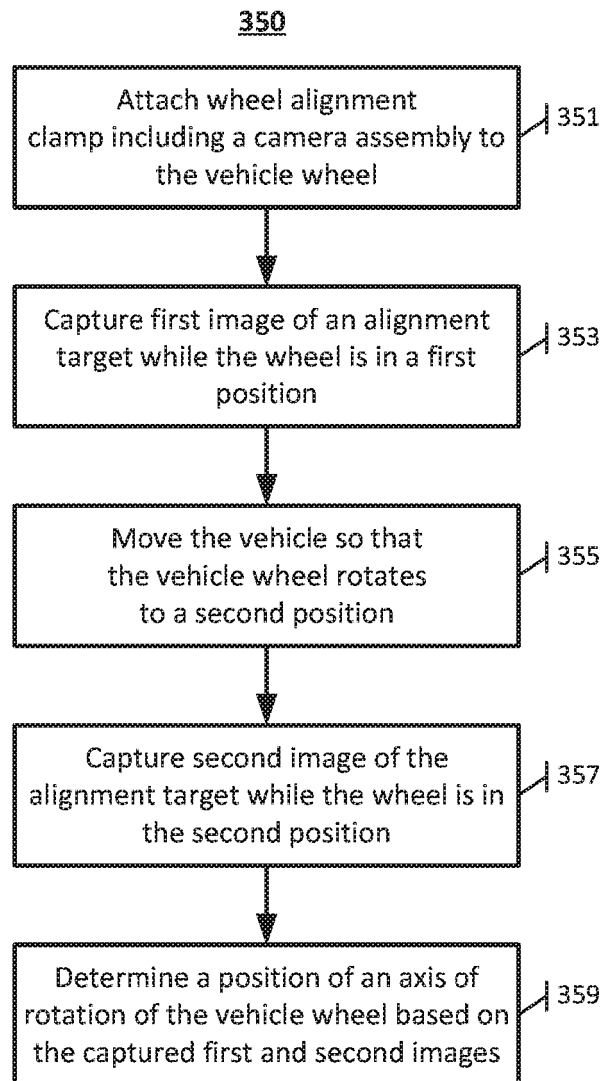 350
Attach wheel alignment
clamp including a camera assembly to
the vehicle wheel
351
Capture first image of an alignment
target while the wheel is in a first
position
353
Move the vehicle so that
the vehicle wheel rotates
to a second position
355
Capture second image of the
alignment target while the wheel is in
the second position
357
Determine a position of an axis of
rotation of the vehicle wheel based on
the captured first and second images
359